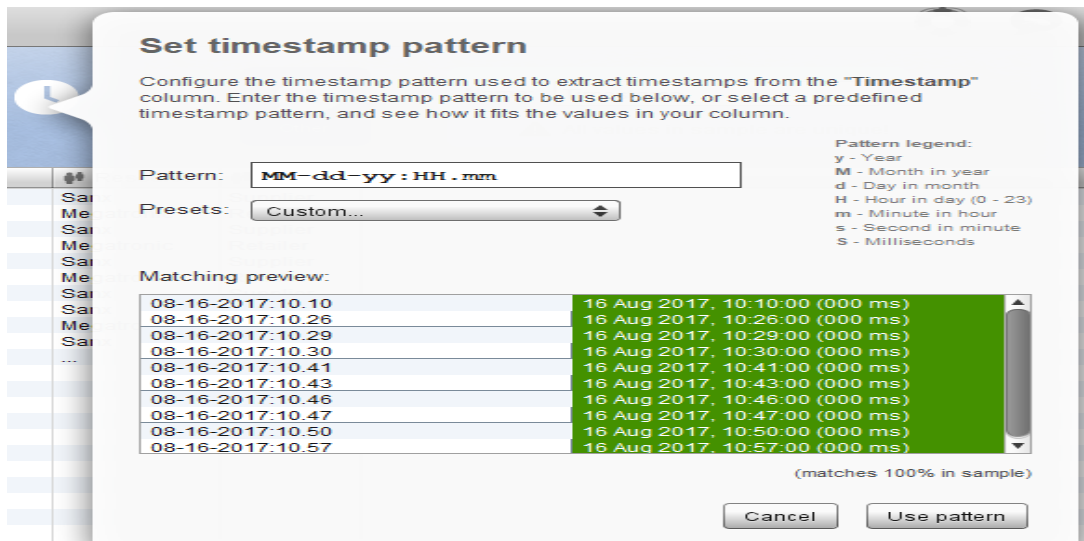 Set timestamp pattern
Configure the timestamp pattern used to extract timestamps from the "Timestamp"
column. Enter the timestamp pattern to be used below, or select a predefined
timestamp pattern, and see how it fits the values in your column.
Pattern legend:
y - Year
M - Month in year
d - Day in month
H - Hour in day (0 - 23)
m - Minute in hour
s - Second in minute
S - Milliseconds
Pattern: MM-dd-yy:HH.mm
Presets: Custom...
Matching preview:
08-16-2017:10.10 16 Aug 2017, 10:10:00 (000 ms)
08-16-2017:10.26 16 Aug 2017, 10:26:00 (000 ms)
08-16-2017:10.29 16 Aug 2017, 10:29:00 (000 ms)
08-16-2017:10.30 16 Aug 2017, 10:30:00 (000 ms)
08-16-2017:10.41 16 Aug 2017, 10:41:00 (000 ms)
08-16-2017:10.43 16 Aug 2017, 10:43:00 (000 ms)
08-16-2017:10.46 16 Aug 2017, 10:46:00 (000 ms)
08-16-2017:10.47 16 Aug 2017, 10:47:00 (000 ms)
08-16-2017:10.50 16 Aug 2017, 10:50:00 (000 ms)
08-16-2017:10.57 16 Aug 2017, 10:57:00 (000 ms)
(matches 100% in sample)
Cancel Use pattern
...